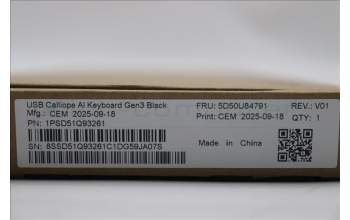 USB Calliope AI Keyboard Gen3 Black
FRU: 5D50U84791
REV.: V01
Mfg.: CEM 2025-09-18
Print: CEM 2025-09-18
QTY: 1
PN: 1PSD51Q93261
SN: 8SSD51Q93261C1DG59JA07S
Made in China